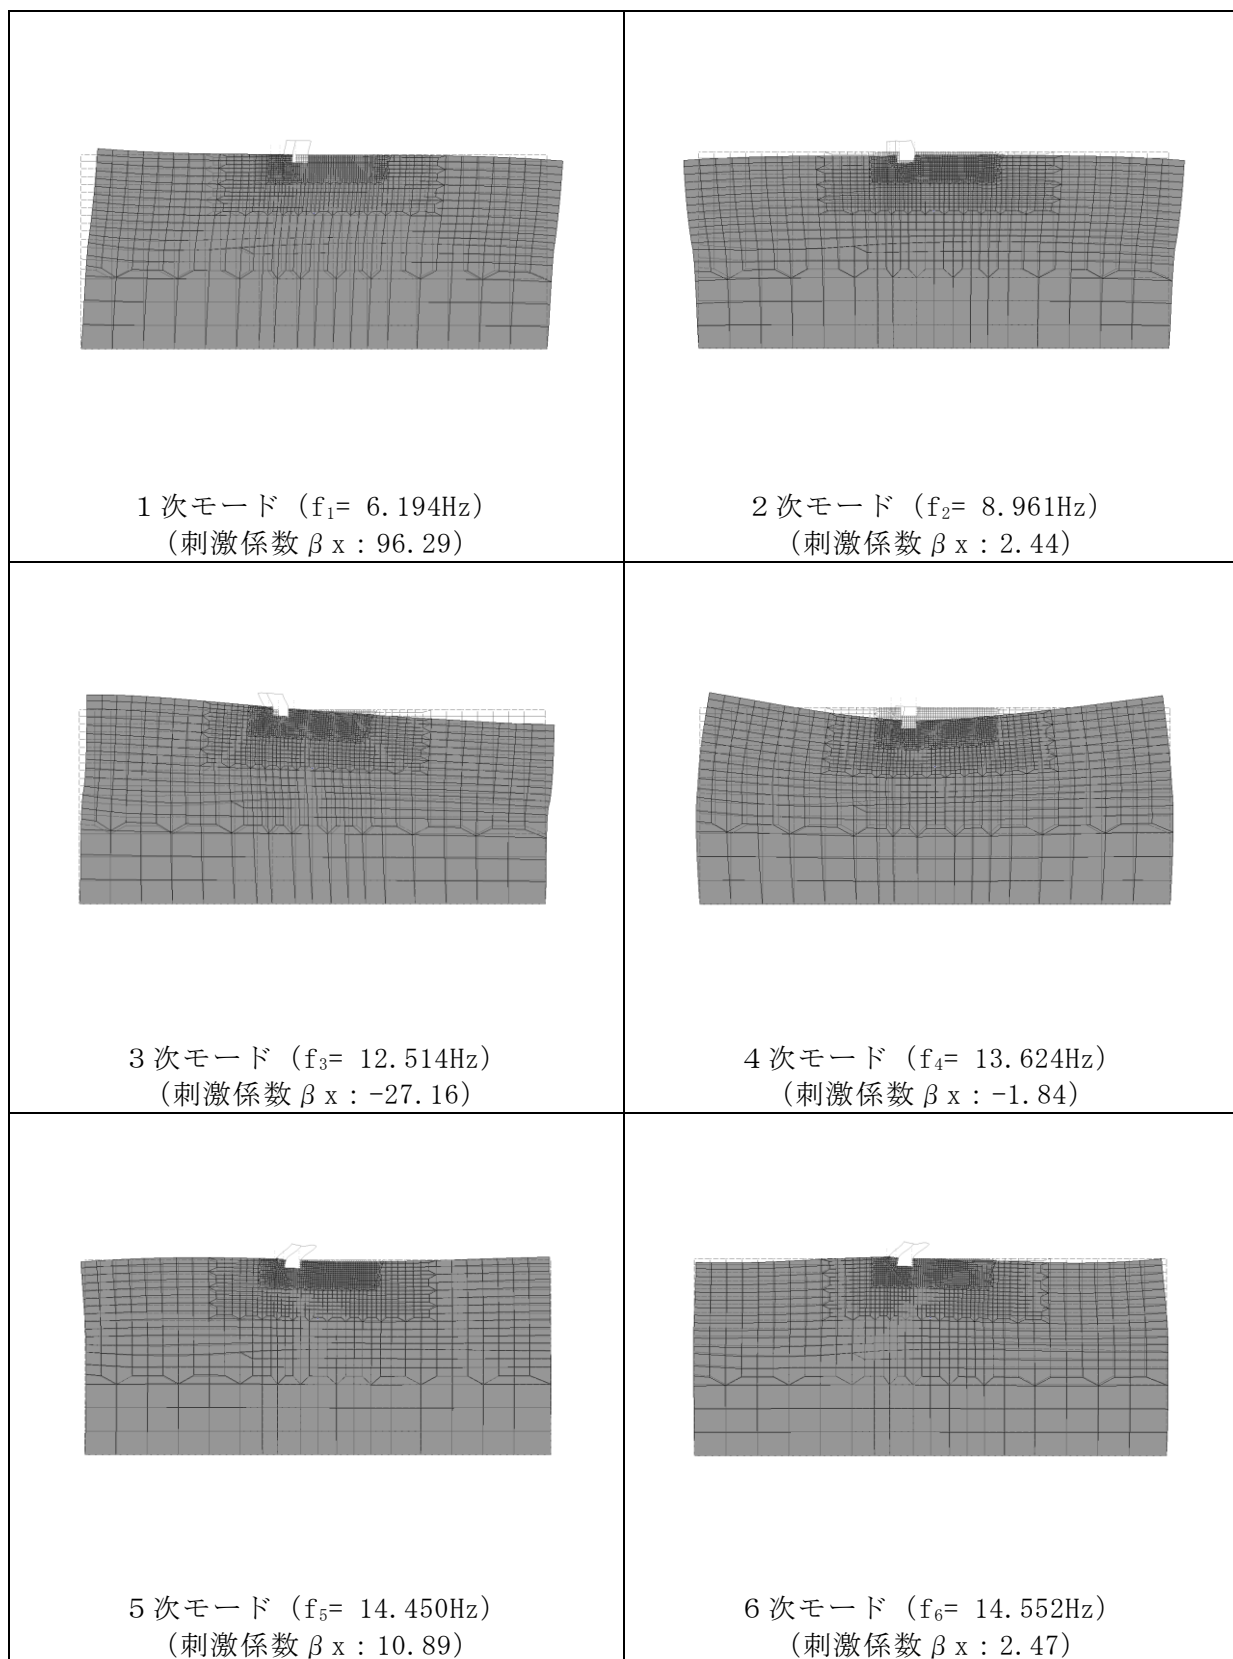 1次モード (f₁= 6.194Hz)
(刺激係数βx：96.29)
2次モード (f₂= 8.961Hz)
(刺激係数βx：2.44)
3次モード (f₃= 12.514Hz)
(刺激係数βx：-27.16)
4次モード (f₄= 13.624Hz)
(刺激係数βx：-1.84)
5次モード (f₅= 14.450Hz)
(刺激係数βx：10.89)
6次モード (f₆= 14.552Hz)
(刺激係数βx：2.47)